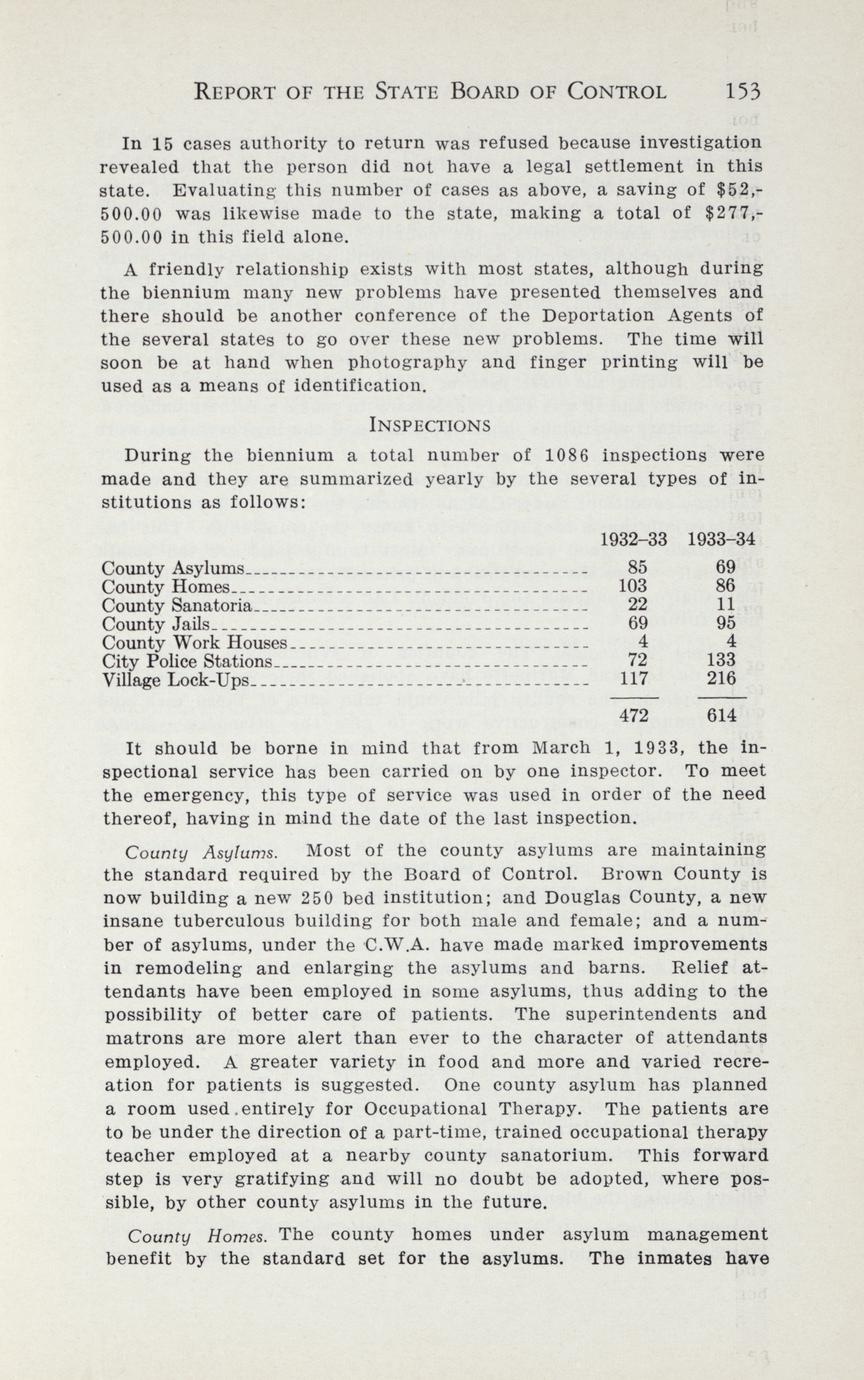 REPORT OF THE STATE BOARD OF CONTROL 153
In 15 cases authority to return was refused because investigation
revealed that the person did not have a legal settlement in this
state. Evaluating this number of cases as above, a saving of $52,-
500.00 was likewise made to the state, making a total of $277,-
500.00 in this field alone.
A friendly relationship exists with most states, although during
the biennium many new problems have presented themselves and
there should be another conference of the Deportation Agents of
the several states to go over these new problems. The time will
soon be at hand when photography and finger printing will be
used as a means of identification.
INSPECTIONS
During the biennium a total number of 1086 inspections were
made and they are summarized yearly by the several types of in-
stitutions as follows:
1932–33 1933–34
County Asylums 85 69
County Homes 103 86
County Sanatoria 22 11
County Jails 69 95
County Work Houses 4 4
City Police Stations 72 133
Village Lock-Ups 117 216
472 614
It should be borne in mind that from March 1, 1933, the in-
spectional service has been carried on by one inspector. To meet
the emergency, this type of service was used in order of the need
thereof, having in mind the date of the last inspection.
County Asylums. Most of the county asylums are maintaining
the standard required by the Board of Control. Brown County is
now building a new 250 bed institution; and Douglas County, a new
insane tuberculous building for both male and female; and a num-
ber of asylums, under the C.W.A. have made marked improvements
in remodeling and enlarging the asylums and barns. Relief at-
tendants have been employed in some asylums, thus adding to the
possibility of better care of patients. The superintendents and
matrons are more alert than ever to the character of attendants
employed. A greater variety in food and more and varied recre-
ation for patients is suggested. One county asylum has planned
a room used entirely for Occupational Therapy. The patients are
to be under the direction of a part-time, trained occupational therapy
teacher employed at a nearby county sanatorium. This forward
step is very gratifying and will no doubt be adopted, where pos-
sible, by other county asylums in the future.
County Homes. The county homes under asylum management
benefit by the standard set for the asylums. The inmates have